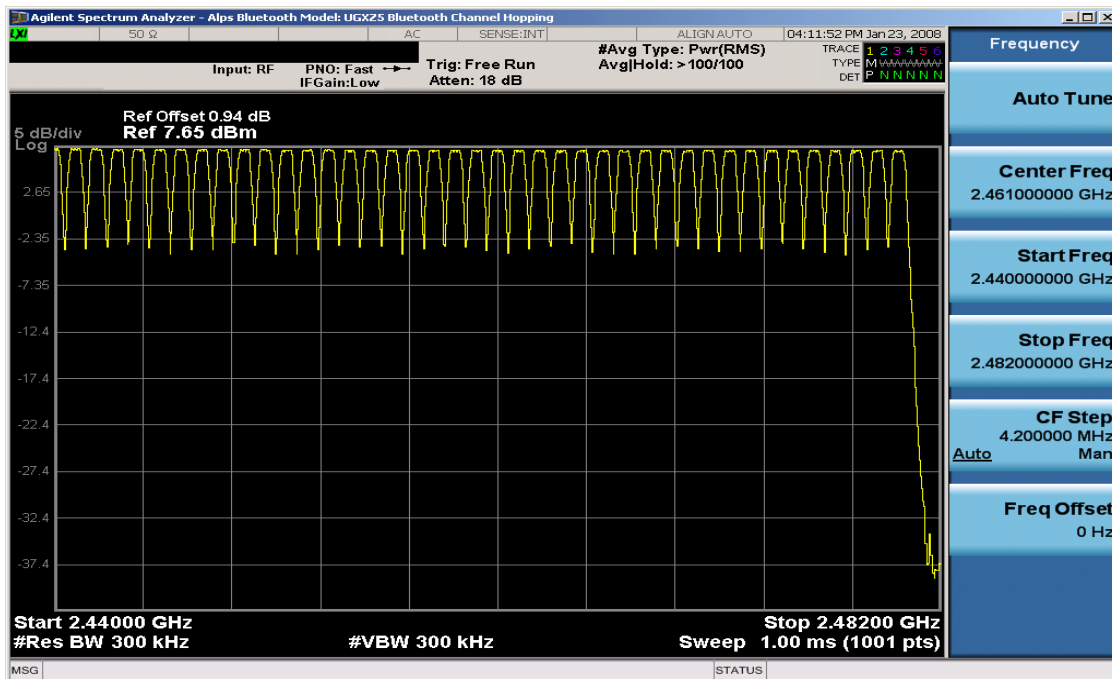 Agilent Spectrum Analyzer - Alps Bluetooth Model: UGXZ5 Bluetooth Channel Hopping
LXI 50 Ω AC SENSE:INT ALIGN AUTO 04:11:52 PM Jan 23, 2008
Input: RF PNO: Fast IFGain:Low
Trig: Free Run
Atten: 18 dB
#Avg Type: Pwr(RMS)
Avg|Hold: >100/100
TRACE 1 2 3 4 5 6
TYPE M W W W W W
DET P N N N N N
Ref Offset 0.94 dB
5 dB/div Ref 7.65 dBm
Log
2.65
-2.35
-7.35
-12.4
-17.4
-22.4
-27.4
-32.4
-37.4
Start 2.44000 GHz Stop 2.48200 GHz
#Res BW 300 kHz #VBW 300 kHz Sweep 1.00 ms (1001 pts)
MSG STATUS
Frequency
Auto Tune
Center Freq
2.461000000 GHz
Start Freq
2.440000000 GHz
Stop Freq
2.482000000 GHz
CF Step
4.200000 MHz
Auto Man
Freq Offset
0 Hz